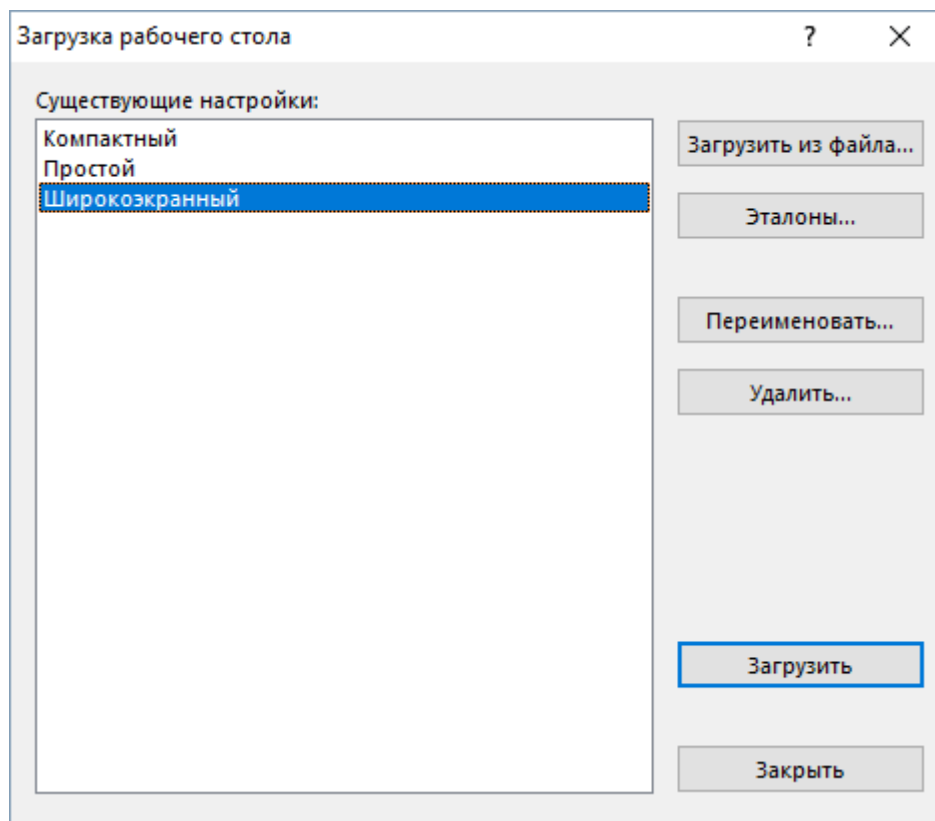 Загрузка рабочего стола
?
Существующие настройки:
Компактный
Простой
Широкоэкранный
Загрузить из файла...
Эталоны...
Переименовать...
Удалить...
Загрузить
Закрыть